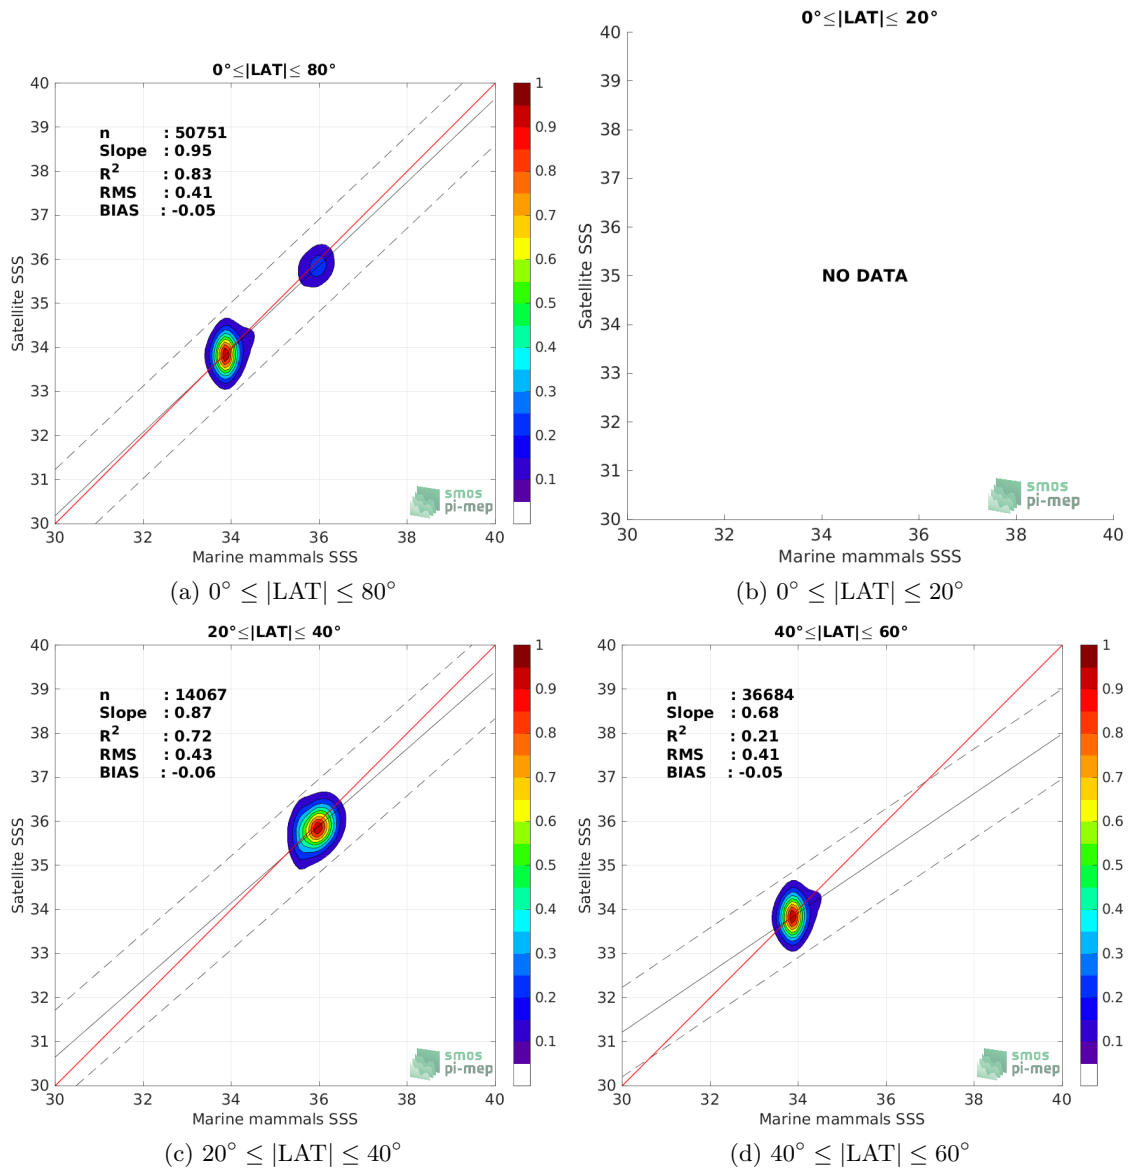 0°≤|LAT|≤ 80°
40
39
38
37
36
35
34
33
32
31
30
Satellite SSS
n : 50751
Slope : 0.95
R² : 0.83
RMS : 0.41
BIAS : -0.05
smos
pi-mep
30 32 34 36 38 40
Marine mammals SSS
1
0.9
0.8
0.7
0.6
0.5
0.4
0.3
0.2
0.1
(a) 0° ≤ |LAT| ≤ 80°
0°≤|LAT|≤ 20°
40
39
38
37
36
35
34
33
32
31
30
Satellite SSS
NO DATA
smos
pi-mep
30 32 34 36 38 40
Marine mammals SSS
(b) 0° ≤ |LAT| ≤ 20°
20°≤|LAT|≤ 40°
40
39
38
37
36
35
34
33
32
31
30
Satellite SSS
n : 14067
Slope : 0.87
R² : 0.72
RMS : 0.43
BIAS : -0.06
smos
pi-mep
30 32 34 36 38 40
Marine mammals SSS
1
0.9
0.8
0.7
0.6
0.5
0.4
0.3
0.2
0.1
(c) 20° ≤ |LAT| ≤ 40°
40°≤|LAT|≤ 60°
40
39
38
37
36
35
34
33
32
31
30
Satellite SSS
n : 36684
Slope : 0.68
R² : 0.21
RMS : 0.41
BIAS : -0.05
smos
pi-mep
30 32 34 36 38 40
Marine mammals SSS
1
0.9
0.8
0.7
0.6
0.5
0.4
0.3
0.2
0.1
(d) 40° ≤ |LAT| ≤ 60°